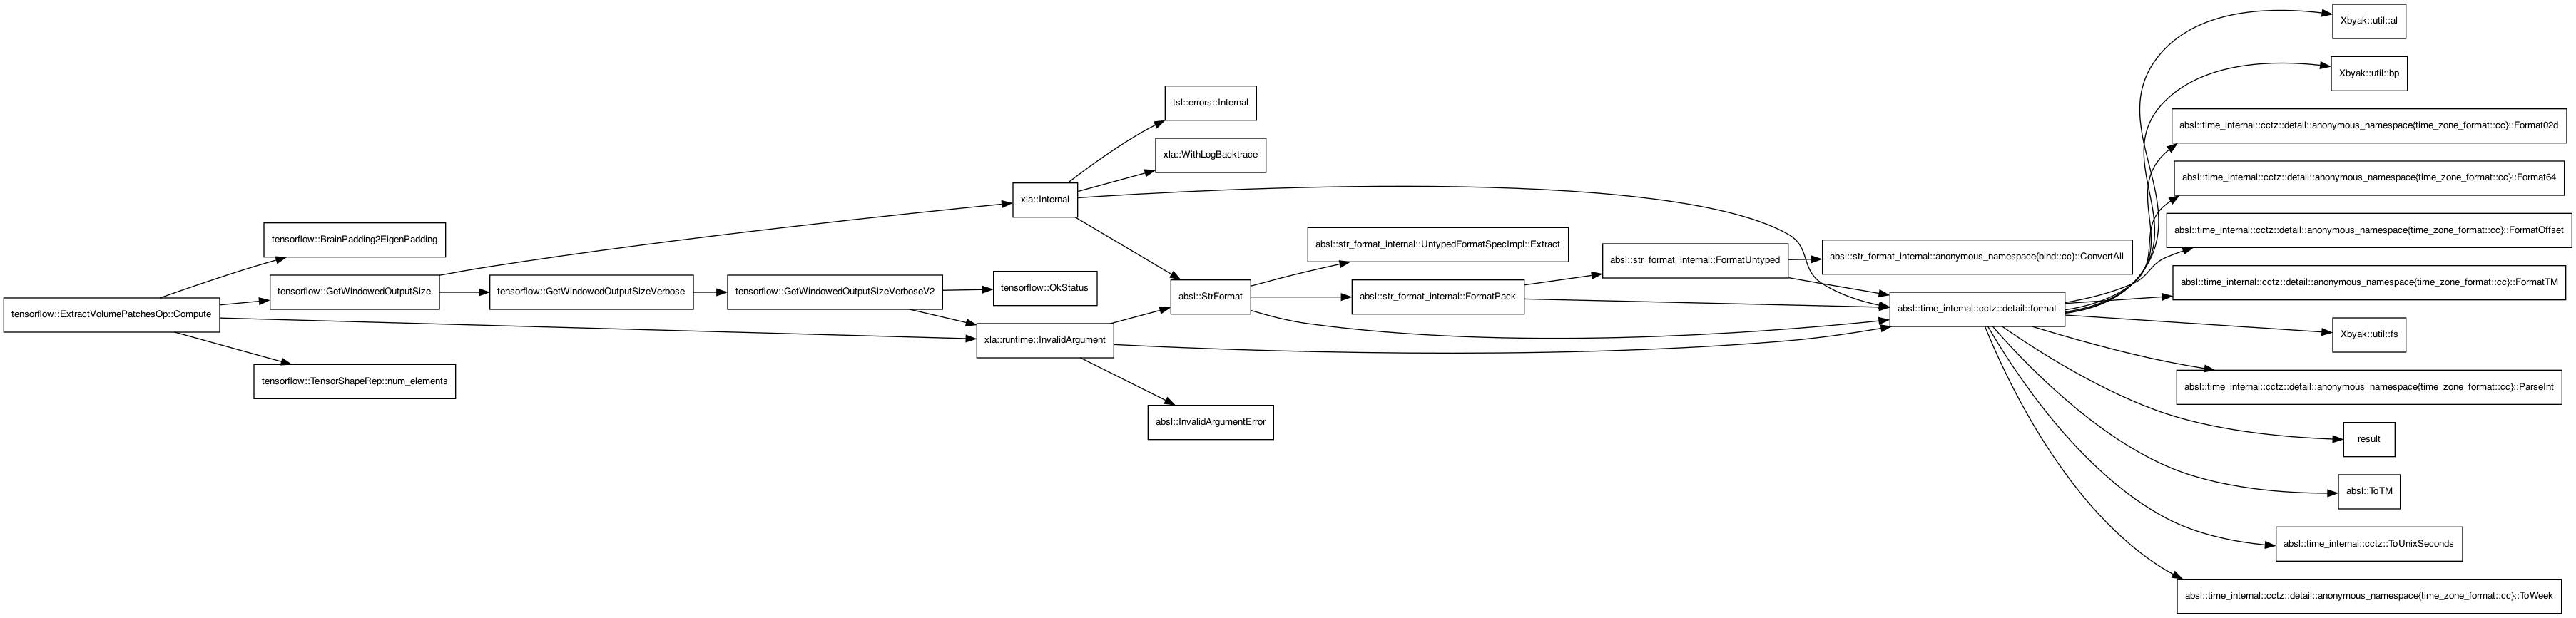 Xbyak::util::al
Xbyak::util::bp
tsl::errors::Internal
absl::time_internal::cctz::detail::anonymous_namespace{time_zone_format::cc}::Format02d
xla::WithLogBacktrace
absl::time_internal::cctz::detail::anonymous_namespace{time_zone_format::cc}::Format64
xla::Internal
absl::time_internal::cctz::detail::anonymous_namespace{time_zone_format::cc}::FormatOffset
tensorflow::BrainPadding2EigenPadding
absl::str_format_internal::UntypedFormatSpecImpl::Extract
absl::str_format_internal::FormatUntyped
absl::str_format_internal::anonymous_namespace{bind::cc}::ConvertAll
absl::time_internal::cctz::detail::anonymous_namespace{time_zone_format::cc}::FormatTM
tensorflow::GetWindowedOutputSize
tensorflow::GetWindowedOutputSizeVerbose
tensorflow::GetWindowedOutputSizeVerboseV2
tensorflow::OkStatus
absl::StrFormat
absl::str_format_internal::FormatPack
absl::time_internal::cctz::detail::format
tensorflow::ExtractVolumePatchesOp::Compute
Xbyak::util::fs
xla::runtime::InvalidArgument
tensorflow::TensorShapeRep::num_elements
absl::time_internal::cctz::detail::anonymous_namespace{time_zone_format::cc}::ParseInt
absl::InvalidArgumentError
result
absl::ToTM
absl::time_internal::cctz::ToUnixSeconds
absl::time_internal::cctz::detail::anonymous_namespace{time_zone_format::cc}::ToWeek